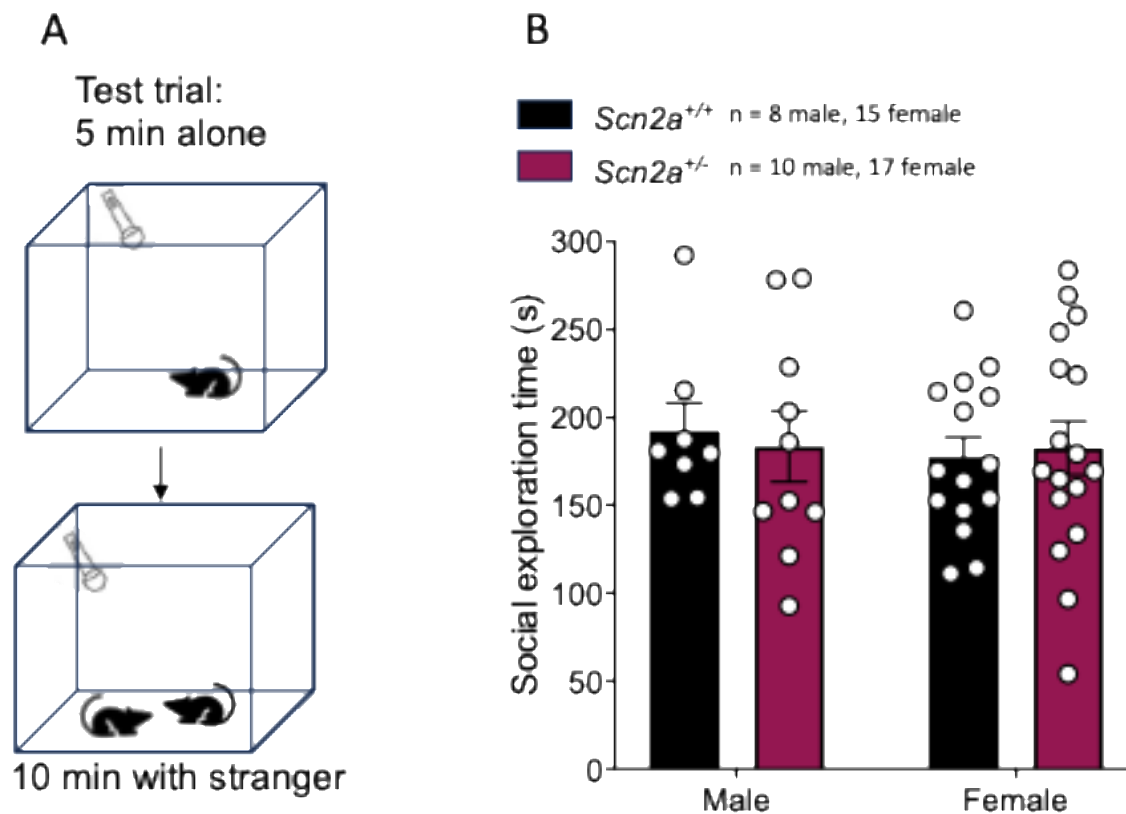 A
Test trial:
5 min alone
10 min with stranger
B
Scn2a+/+ n = 8 male, 15 female
Scn2a+/- n = 10 male, 17 female
Social exploration time (s)
300
250
200
150
100
50
0
Male
Female